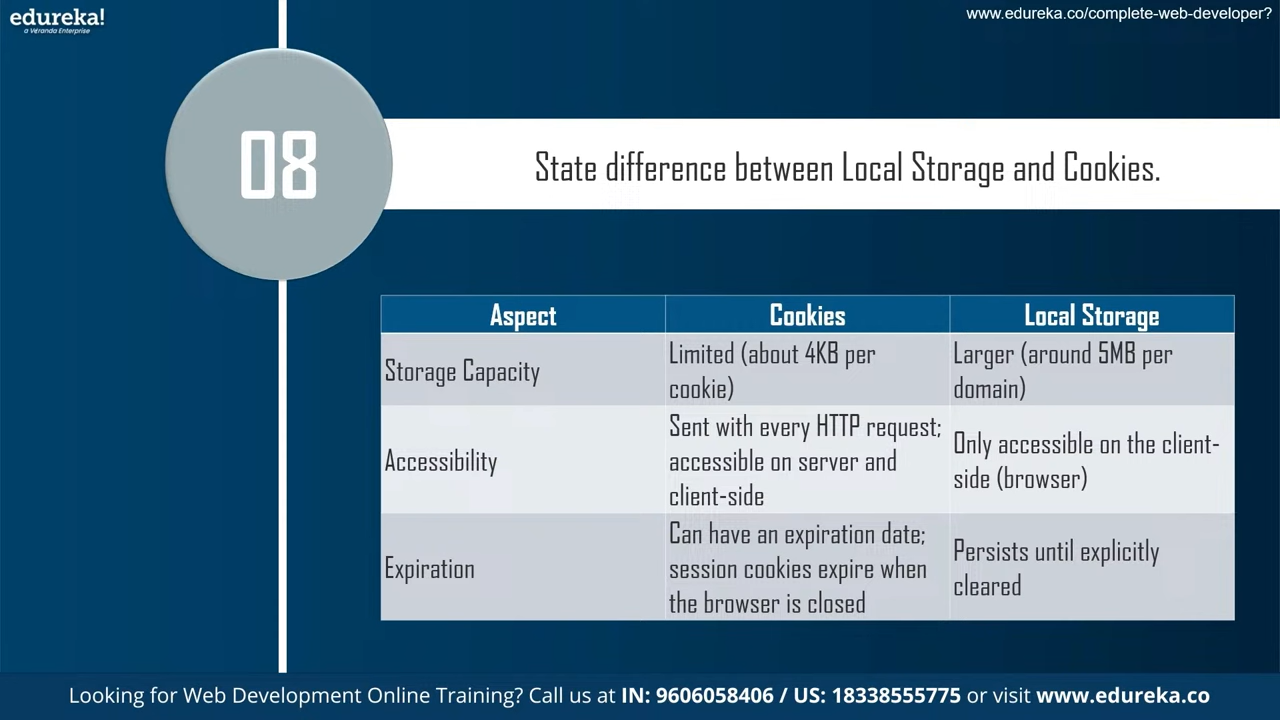 edureka!
a Veranda Enterprise
www.edureka.co/complete-web-developer?
08
State difference between Local Storage and Cookies.
Aspect
Cookies
Local Storage
Storage Capacity
Limited (about 4KB per
cookie)
Larger (around 5MB per
domain)
Accessibility
Sent with every HTTP request;
accessible on server and
client-side
Only accessible on the client-
side (browser)
Expiration
Can have an expiration date;
session cookies expire when
the browser is closed
Persists until explicitly
cleared
Looking for Web Development Online Training? Call us at IN: 9606058406 / US: 18338555775 or visit www.edureka.co